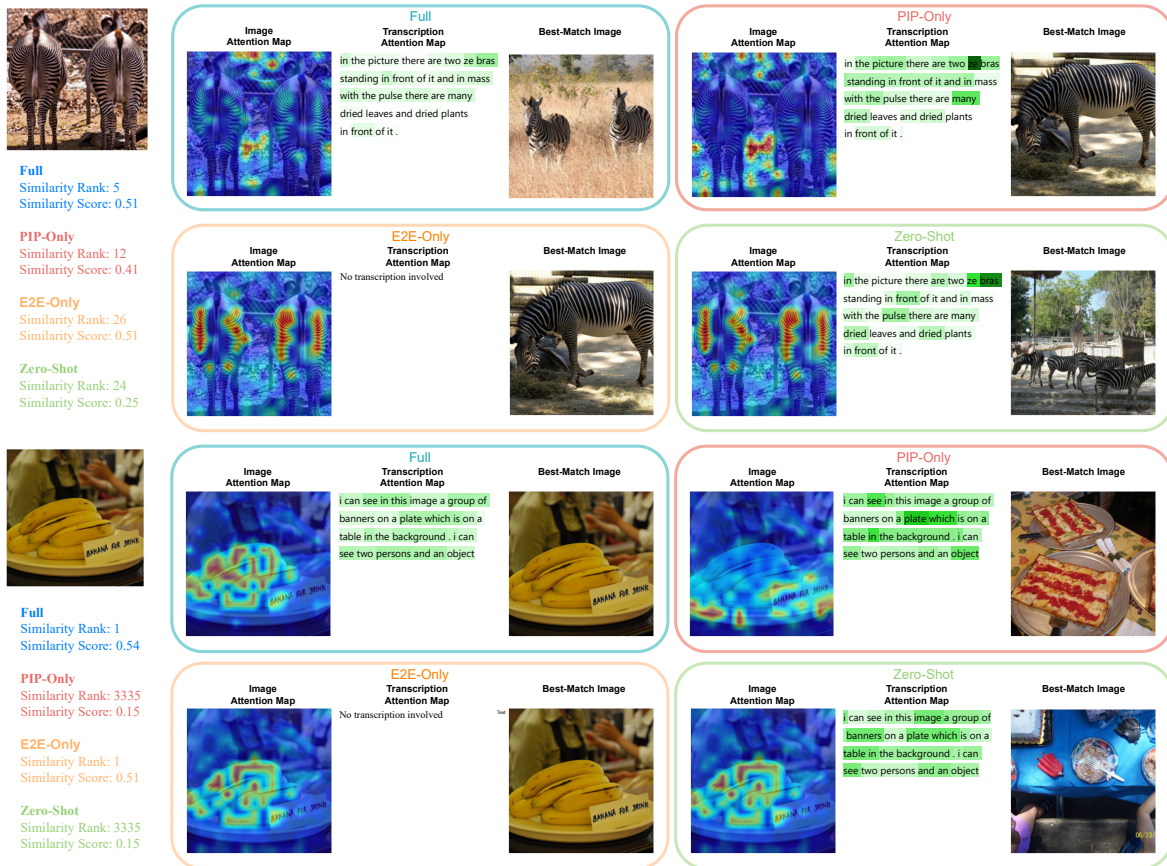 Full
Similarity Rank: 5
Similarity Score: 0.51
PIP-Only
Similarity Rank: 12
Similarity Score: 0.41
E2E-Only
Similarity Rank: 26
Similarity Score: 0.51
Zero-Shot
Similarity Rank: 24
Similarity Score: 0.25
Full
Image
Attention Map
Transcription
Attention Map
Best-Match Image
in the picture there are two ze bras
standing in front of it and in mass
with the pulse there are many
dried leaves and dried plants
in front of it .
PIP-Only
Image
Attention Map
Transcription
Attention Map
Best-Match Image
in the picture there are two ze bras
standing in front of it and in mass
with the pulse there are many
dried leaves and dried plants
in front of it .
E2E-Only
Image
Attention Map
Transcription
Attention Map
Best-Match Image
No transcription involved
Zero-Shot
Image
Attention Map
Transcription
Attention Map
Best-Match Image
in the picture there are two ze bras
standing in front of it and in mass
with the pulse there are many
dried leaves and dried plants
in front of it .
BANANA FOR DRINK
Full
Similarity Rank: 1
Similarity Score: 0.54
PIP-Only
Similarity Rank: 3335
Similarity Score: 0.15
E2E-Only
Similarity Rank: 1
Similarity Score: 0.51
Zero-Shot
Similarity Rank: 3335
Similarity Score: 0.15
Full
Image
Attention Map
Transcription
Attention Map
Best-Match Image
i can see in this image a group of
banners on a plate which is on a
table in the background . i can
see two persons and an object
BANANA FOR DRINK
BANANA FOR DRINK
PIP-Only
Image
Attention Map
Transcription
Attention Map
Best-Match Image
i can see in this image a group of
banners on a plate which is on a
table in the background . i can
see two persons and an object
BANANA FOR DRINK
E2E-Only
Image
Attention Map
Transcription
Attention Map
Best-Match Image
No transcription involved
Text
BANANA FOR DRINK
BANANA FOR DRINK
Zero-Shot
Image
Attention Map
Transcription
Attention Map
Best-Match Image
i can see in this image a group of
banners on a plate which is on a
table in the background . i can
see two persons and an object
BANANA FOR DRINK